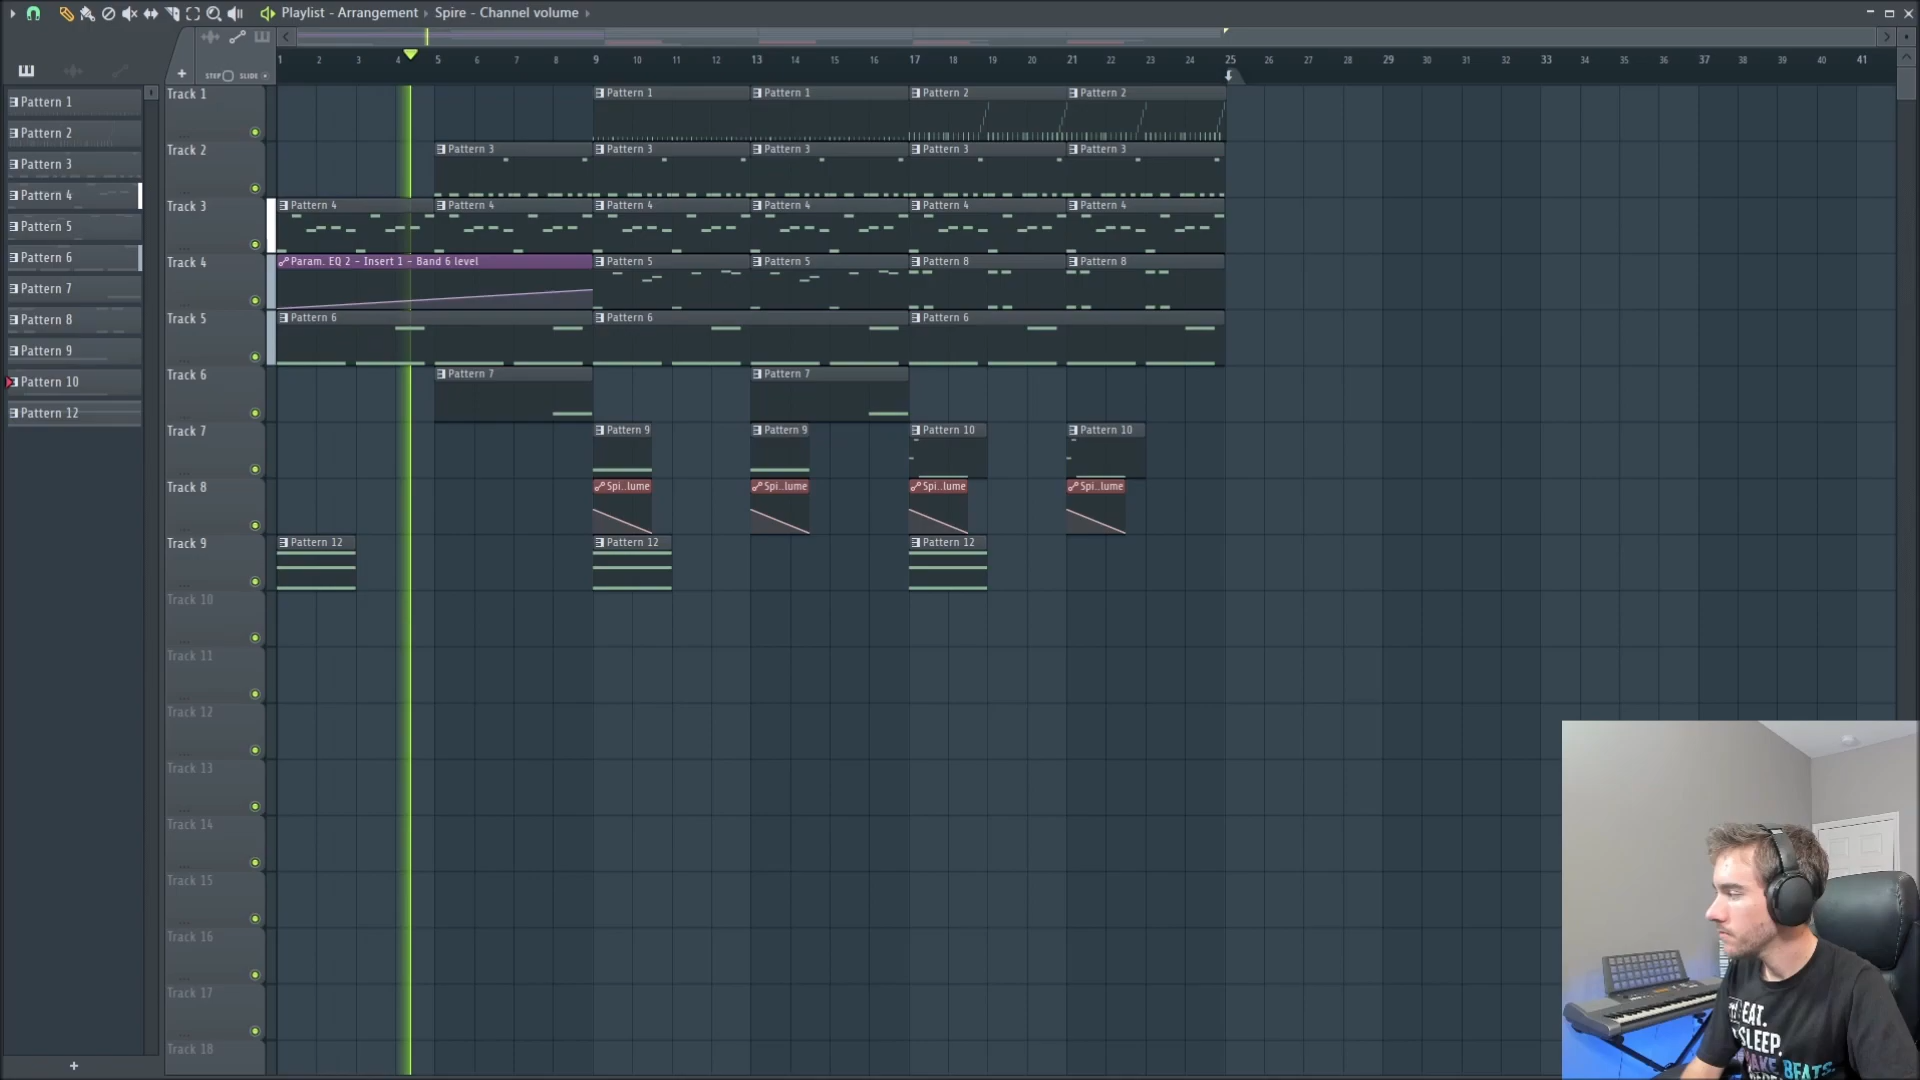 Playlist - Arrangement › Spire - Channel volume ›
STEP SLIDE
1 2 3 4 5 6 7 8 9 10 11 12 13 14 15 16 17 18 19 20 21 22 23 24 25 26 27 28 29 30 31 32 33 34 35 36 37 38 39 40 41
Pattern 1
Pattern 2
Pattern 3
Pattern 4
Pattern 5
Pattern 6
Pattern 7
Pattern 8
Pattern 9
Pattern 10
Pattern 12
Track 1
Pattern 1 Pattern 1 Pattern 2 Pattern 2
Track 2
Pattern 3 Pattern 3 Pattern 3 Pattern 3 Pattern 3
Track 3
Pattern 4 Pattern 4 Pattern 4 Pattern 4 Pattern 4 Pattern 4
Track 4
Param. EQ 2 - Insert 1 - Band 6 level Pattern 5 Pattern 5 Pattern 8 Pattern 8
Track 5
Pattern 6 Pattern 6 Pattern 6
Track 6
Pattern 7 Pattern 7
Track 7
Pattern 9 Pattern 9 Pattern 10 Pattern 10
Track 8
Spi..lume Spi..lume Spi..lume Spi..lume
Track 9
Pattern 12 Pattern 12 Pattern 12
Track 10
Track 11
Track 12
Track 13
Track 14
Track 15
Track 16
Track 17
Track 18
EAT.
SLEEP.
MAKE BEATS.